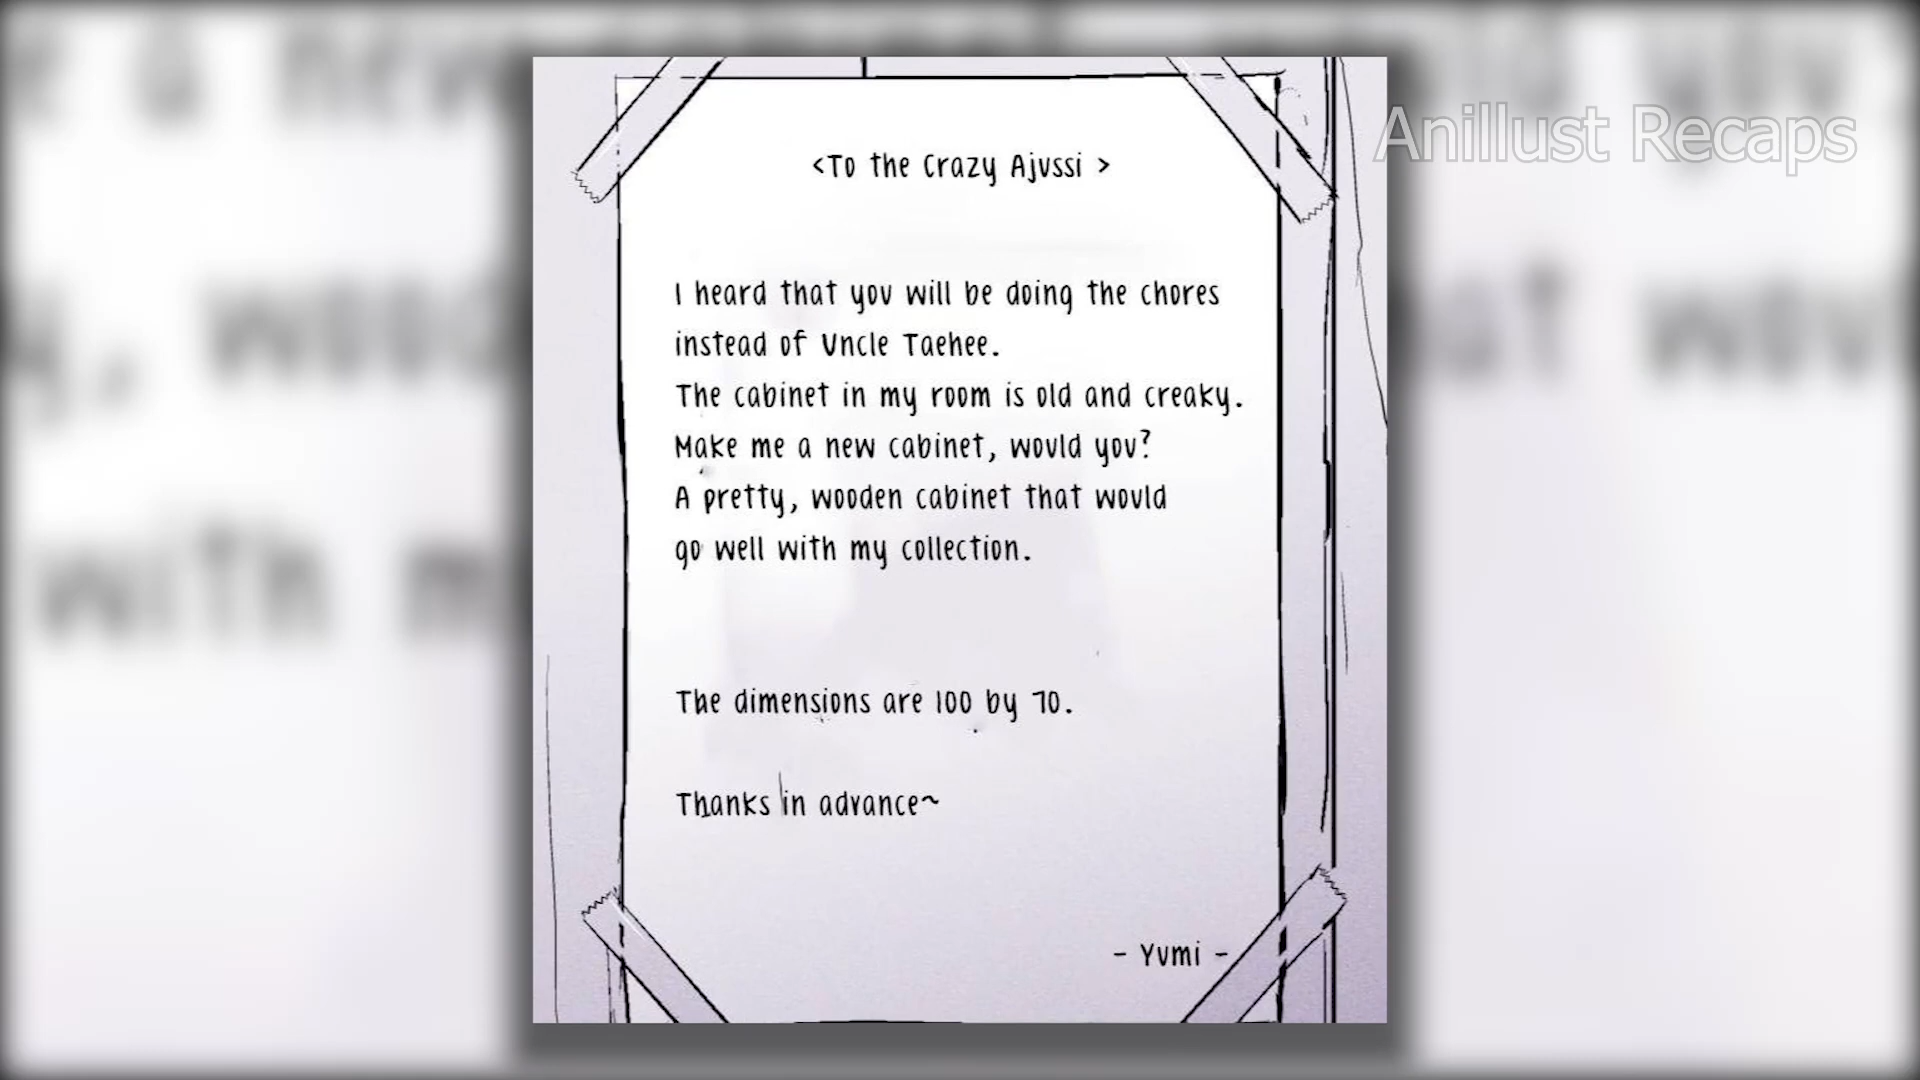 Anillust Recaps
<To the Crazy Ajussi >
I heard that you will be doing the chores
instead of Uncle Taehee.
The cabinet in my room is old and creaky.
Make me a new cabinet, would you?
A pretty, wooden cabinet that would
go well with my collection.
The dimensions are 100 by 70.
Thanks in advance~
- Yumi -